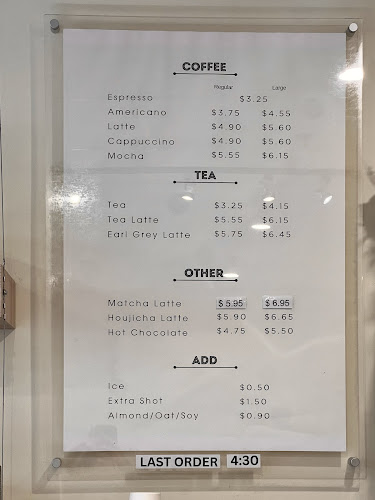 COFFEE
Regular Large
Espresso $3.25
Americano $3.75 $4.55
Latte $4.90 $5.60
Cappuccino $4.90 $5.60
Mocha $5.55 $6.15
TEA
Tea $3.25 $4.15
Tea Latte $5.55 $6.15
Earl Grey Latte $5.75 $6.45
OTHER
Matcha Latte $5.95 $6.95
Houjicha Latte $5.90 $6.65
Hot Chocolate $4.75 $5.50
ADD
Ice $0.50
Extra Shot $1.50
Almond/Oat/Soy $0.90
LAST ORDER 4:30